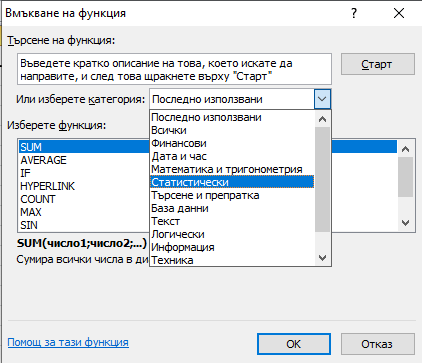 Вмъкване на функция
Търсене на функция:
Въведете кратко описание на това, което искате да
направите, и след това щракнете върху "Старт"
Старт
Или изберете категория: Последно използвани
Последно използвани
Всички
Финансови
Дата и час
Математика и тригонометрия
Статистически
Търсене и препратка
База данни
Текст
Логически
Информация
Техника
Изберете функция:
SUM
AVERAGE
IF
HYPERLINK
COUNT
MAX
SIN
SUM(число1;число2;...)
Сумира всички числа в ди
Помощ за тази функция
OK
Отказ